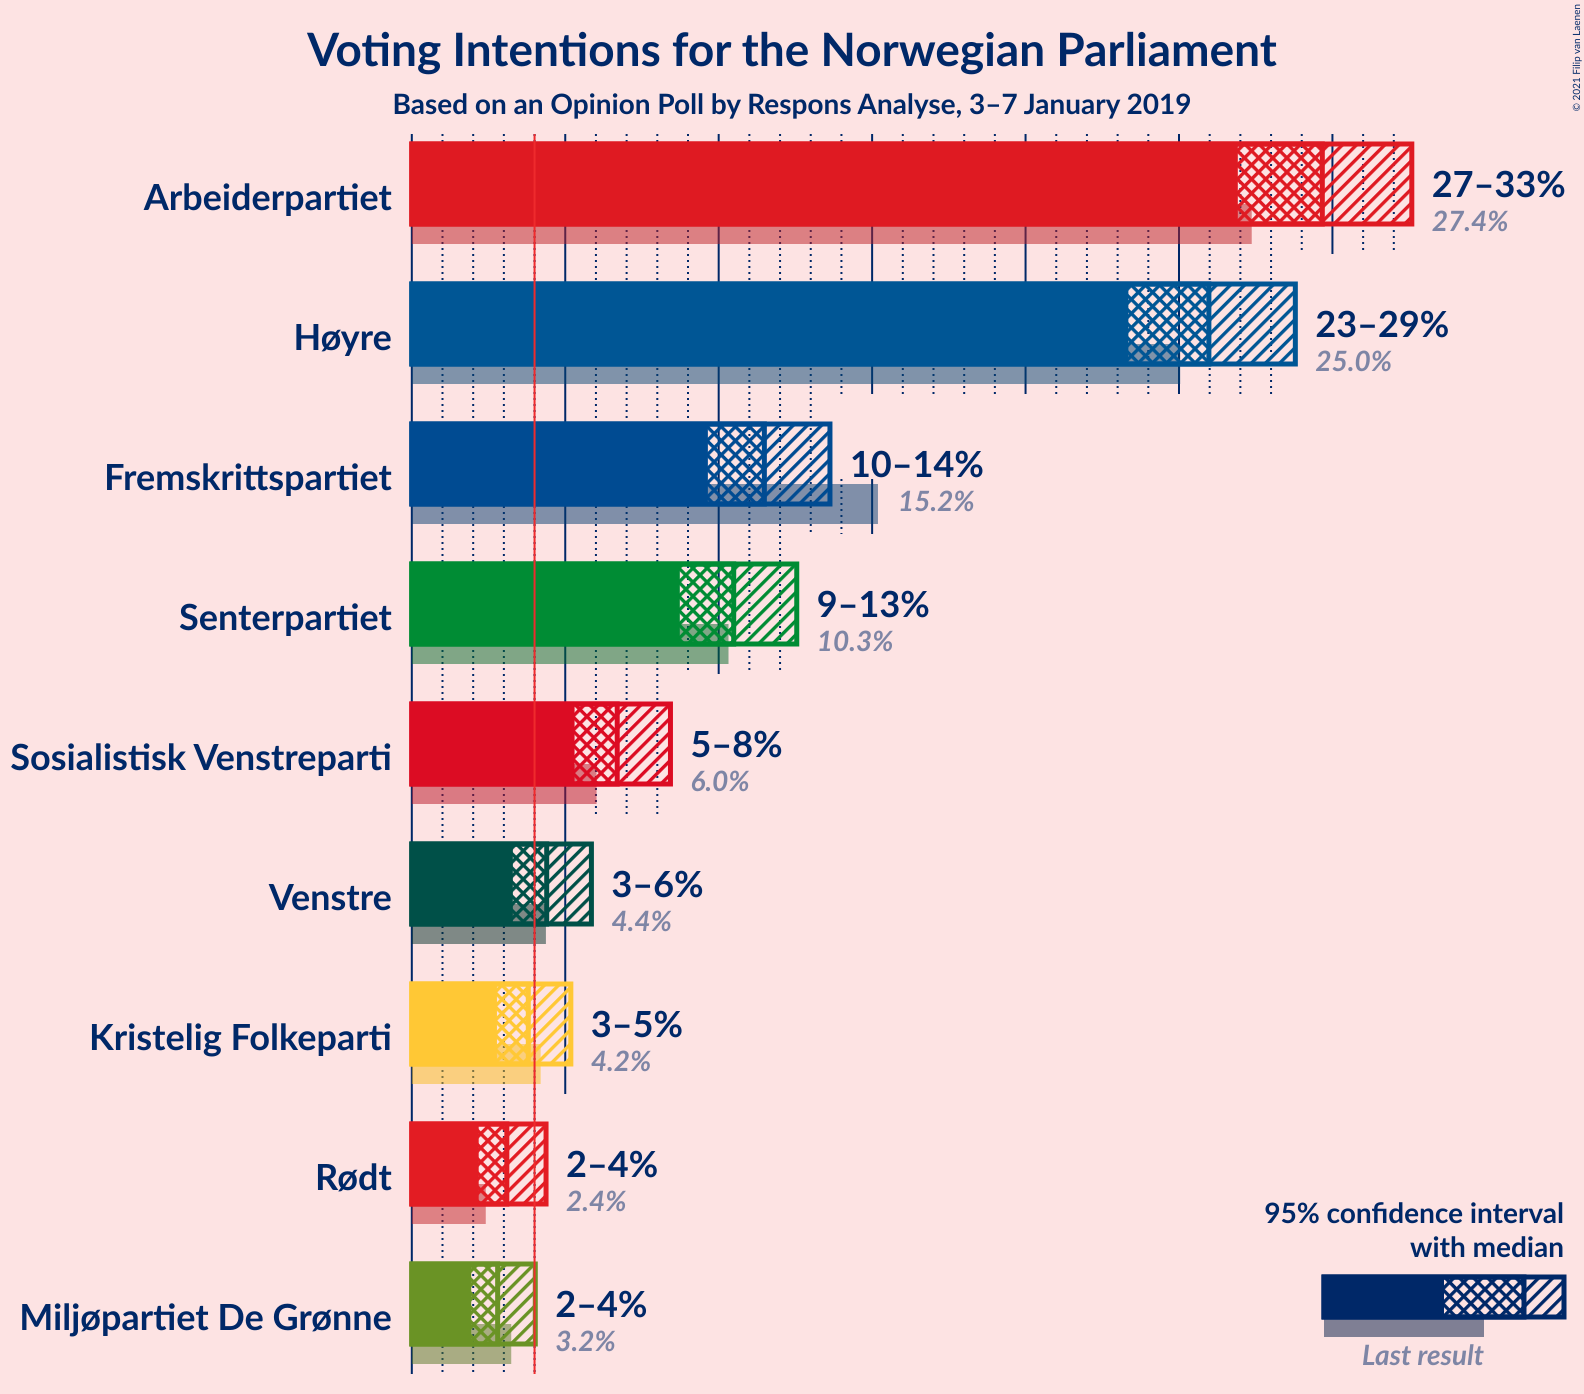 Voting Intentions for the Norwegian Parliament
Based on an Opinion Poll by Respons Analyse, 3–7 January 2019
© 2021 Filip van Laenen
Arbeiderpartiet
27–33%
27.4%
Høyre
23–29%
25.0%
Fremskrittspartiet
10–14%
15.2%
Senterpartiet
9–13%
10.3%
Sosialistisk Venstreparti
5–8%
6.0%
Venstre
3–6%
4.4%
Kristelig Folkeparti
3–5%
4.2%
Rødt
2–4%
2.4%
Miljøpartiet De Grønne
2–4%
3.2%
95% confidence interval
with median
Last result